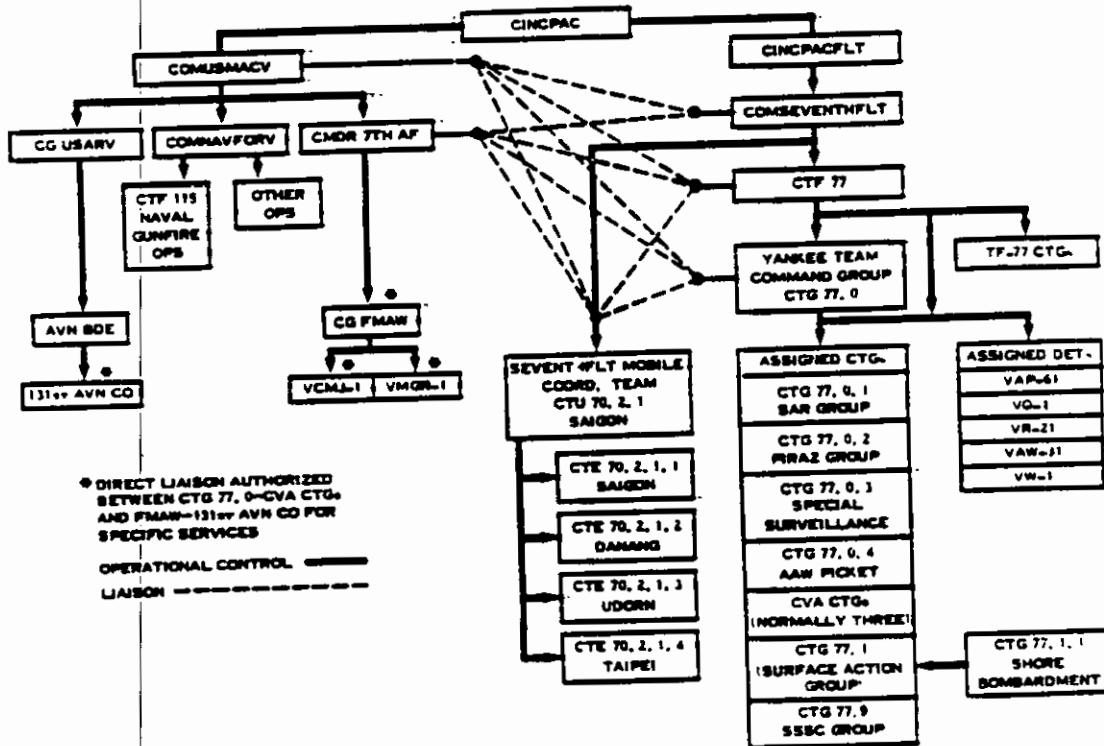 CINCPAC
CINCPACFLT
COMUSMACV
COMSEVENTHFLT
CG USARV
COMNAVFORV
CMDR 7TH AF
CTF 115
NAVAL
GUNFIRE
OPS
OTHER
OPS
CTF 77
YANKEE TEAM
COMMAND GROUP
CTG 77, 0
TF-77 CTGs
AVN BDE
*
CG FMAW
*
131ST AVN CO
*
VCMJ-1
*
VMGR-1
SEVENTHFLT MOBILE
COORD, TEAM
CTU 70, 2, 1
SAIGON
CTE 70, 2, 1, 1
SAIGON
CTE 70, 2, 1, 2
DANANG
CTE 70, 2, 1, 3
UDORN
CTE 70, 2, 1, 4
TAIPEI
ASSIGNED CTGs
CTG 77, 0, 1
SAR GROUP
CTG 77, 0, 2
PIRAZ GROUP
CTG 77, 0, 3
SPECIAL
SURVEILLANCE
CTG 77, 0, 4
AAW PICKET
CVA CTGs
(NORMALLY THREE)
CTG 77, 1
(SURFACE ACTION
GROUP)
CTG 77, 9
SSSC GROUP
CTG 77, 1, 1
SHORE
BOMBARDMENT
ASSIGNED DET.
VAP-61
VQ-1
VR-21
VAW-31
VW-1
* DIRECT LIAISON AUTHORIZED
BETWEEN CTG 77, 0-CVA CTGs
AND FMAW-131ST AVN CO FOR
SPECIFIC SERVICES
OPERATIONAL CONTROL
LIAISON